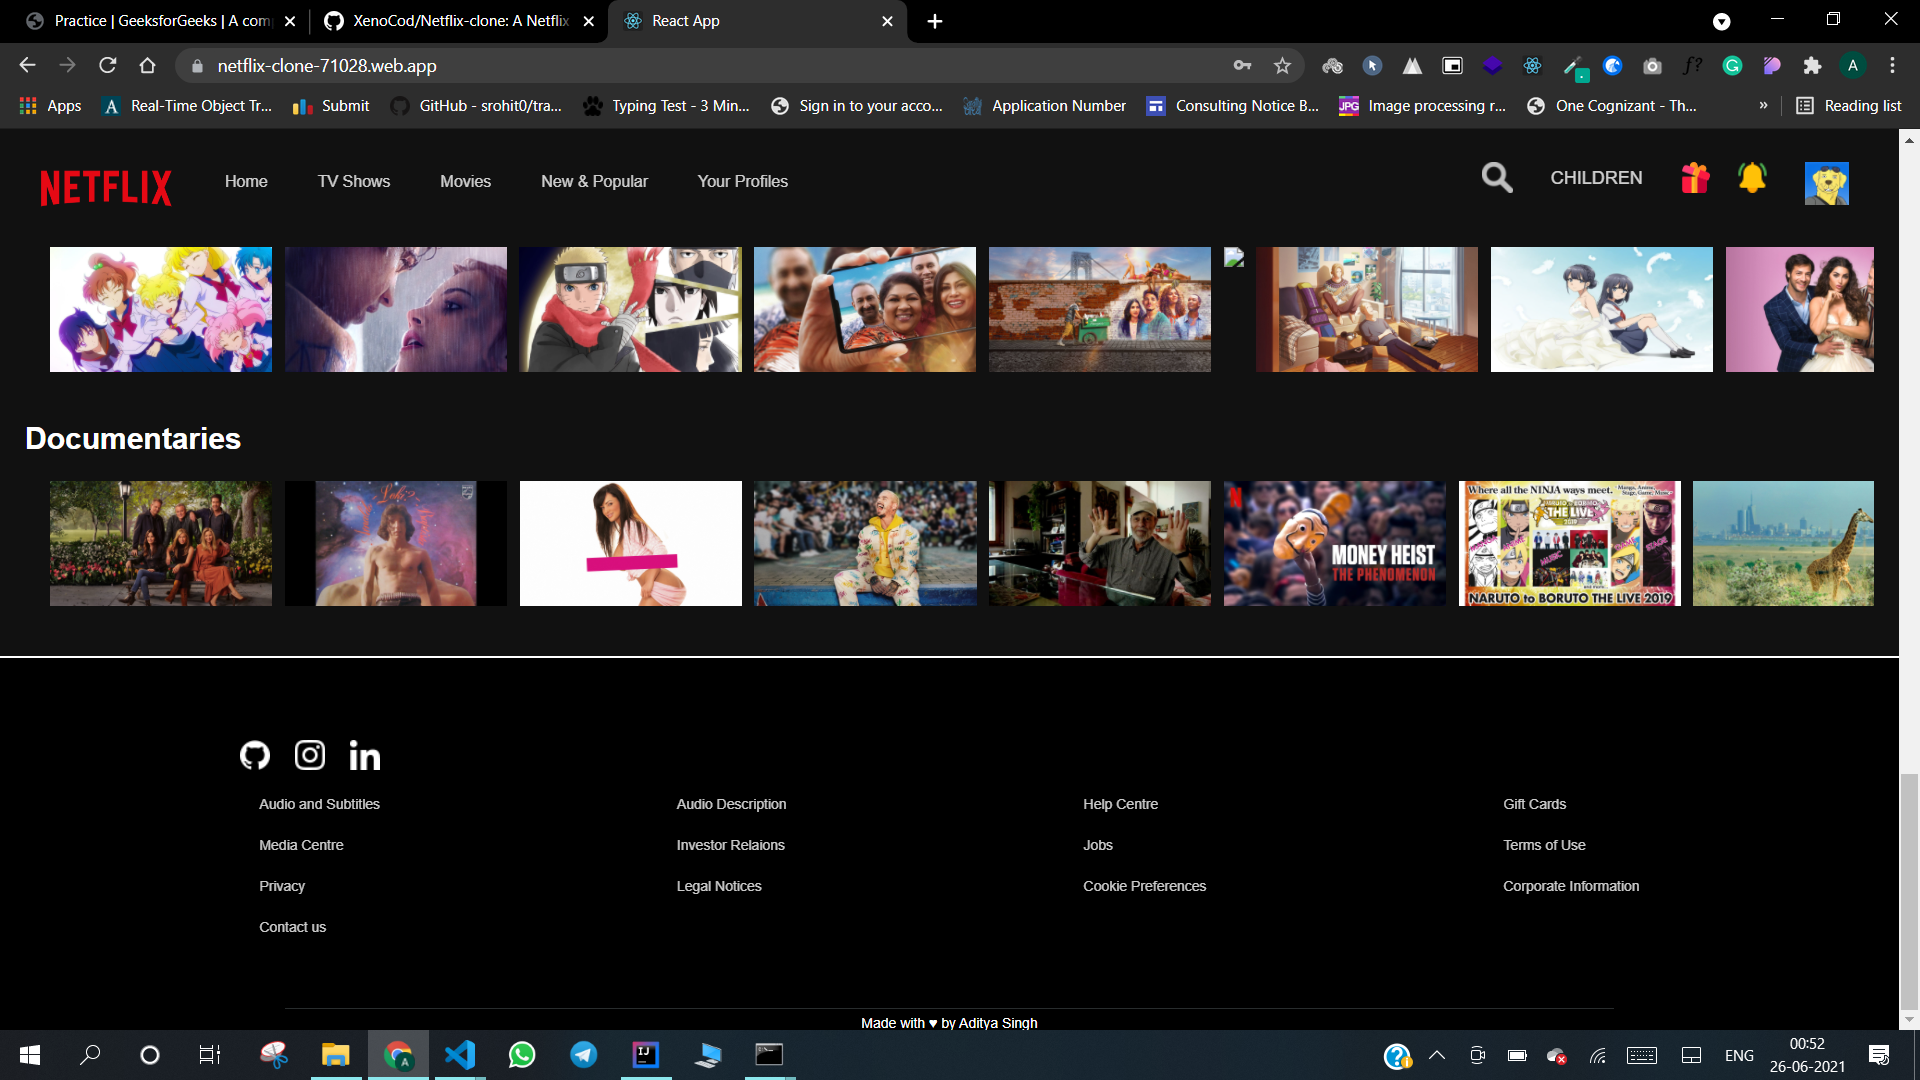 Practice | GeeksforGeeks | A com
XenoCod/Netflix-clone: A Netflix
React App
netflix-clone-71028.web.app
Apps
Real-Time Object Tr...
Submit
GitHub - srohit0/tra...
Typing Test - 3 Min...
Sign in to your acco...
Application Number
Consulting Notice B...
JPG
Image processing r...
One Cognizant - Th...
»
Reading list
NETFLIX
Home
TV Shows
Movies
New & Popular
Your Profiles
CHILDREN
Documentaries
MONEY HEIST
THE PHENOMENON
Where all the NINJA ways meet.
THE LIVE
2019
NARUTO to BORUTO THE LIVE 2019
in
Audio and Subtitles
Audio Description
Help Centre
Gift Cards
Media Centre
Investor Relaions
Jobs
Terms of Use
Privacy
Legal Notices
Cookie Preferences
Corporate Information
Contact us
Made with ♥ by Aditya Singh
ENG
00:52
26-06-2021